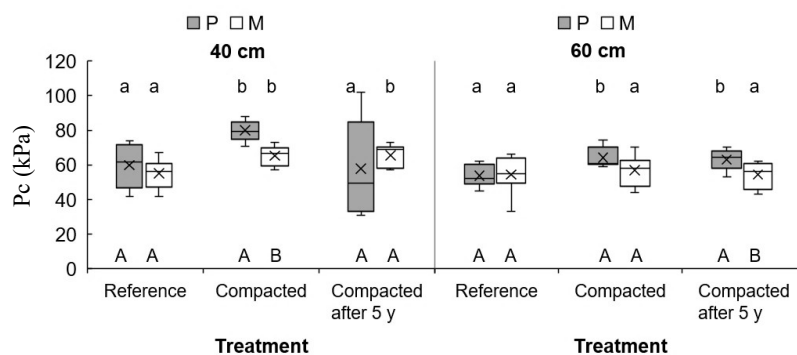 P M P M
40 cm 60 cm
120
100
80
60
40
20
0
Pc (kPa)
a a b b a b a a b a b a
A A A B A A A A A A A B
Reference Compacted Compacted after 5 y Reference Compacted Compacted after 5 y
Treatment Treatment